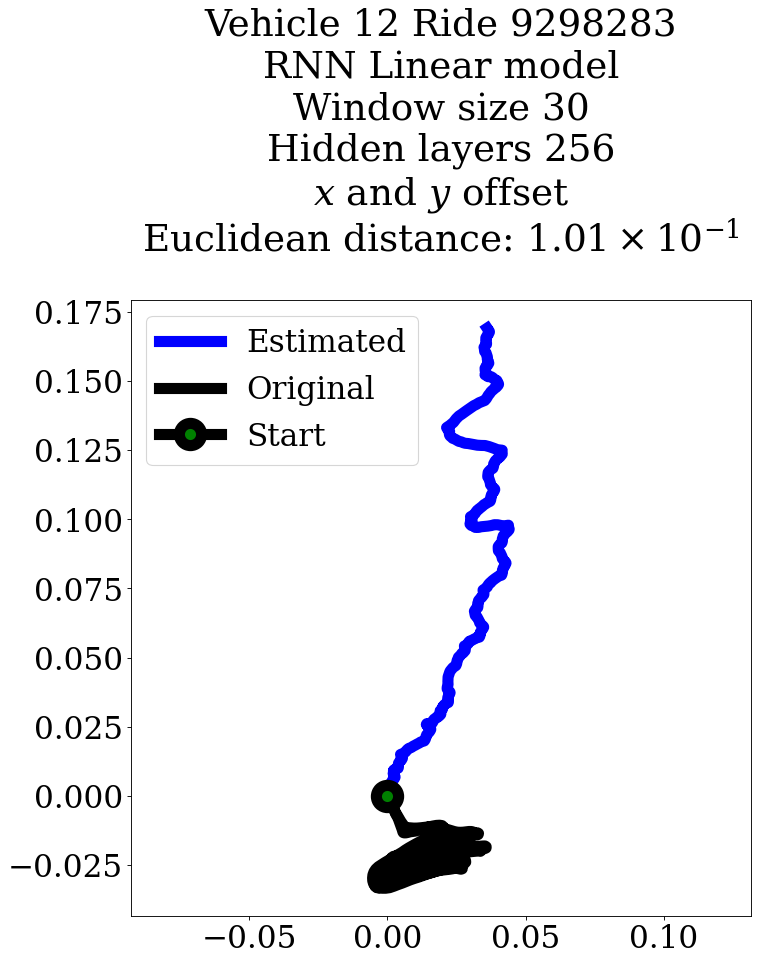 Vehicle 12 Ride 9298283
RNN Linear model
Window size 30
Hidden layers 256
x and y offset
Euclidean distance: 1.01 × 10⁻¹
Estimated
Original
Start
0.175
0.150
0.125
0.100
0.075
0.050
0.025
0.000
−0.025
−0.05 0.00 0.05 0.10